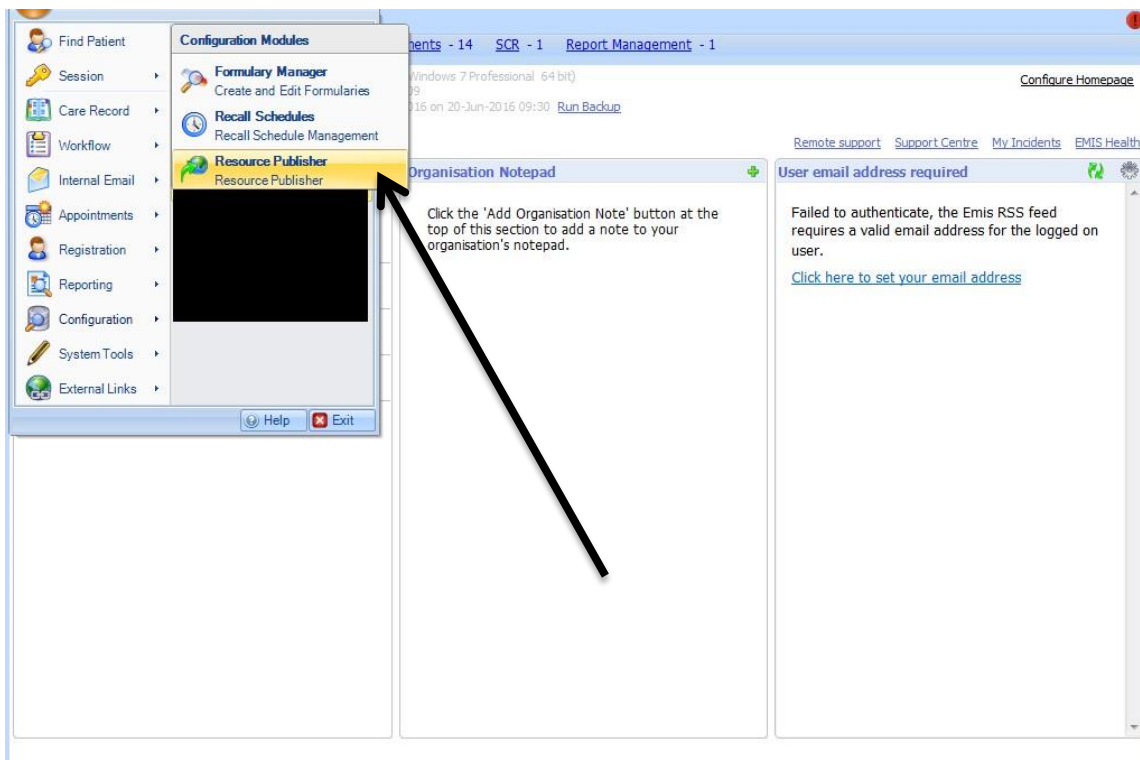 Find Patient
Session
Care Record
Workflow
Internal Email
Appointments
Registration
Reporting
Configuration
System Tools
External Links
Configuration Modules
Formulary Manager
Create and Edit Formularies
Recall Schedules
Recall Schedule Management
Resource Publisher
Resource Publisher
Help Exit
ments - 14 SCR - 1 Report Management - 1
Windows 7 Professional 64 bit)
Configure Homepage
16 on 20-Jun-2016 09:30 Run Backup
Remote support Support Centre My Incidents EMIS Health
Organisation Notepad
Click the 'Add Organisation Note' button at the
top of this section to add a note to your
organisation's notepad.
User email address required
Failed to authenticate, the Emis RSS feed
requires a valid email address for the logged on
user.
Click here to set your email address